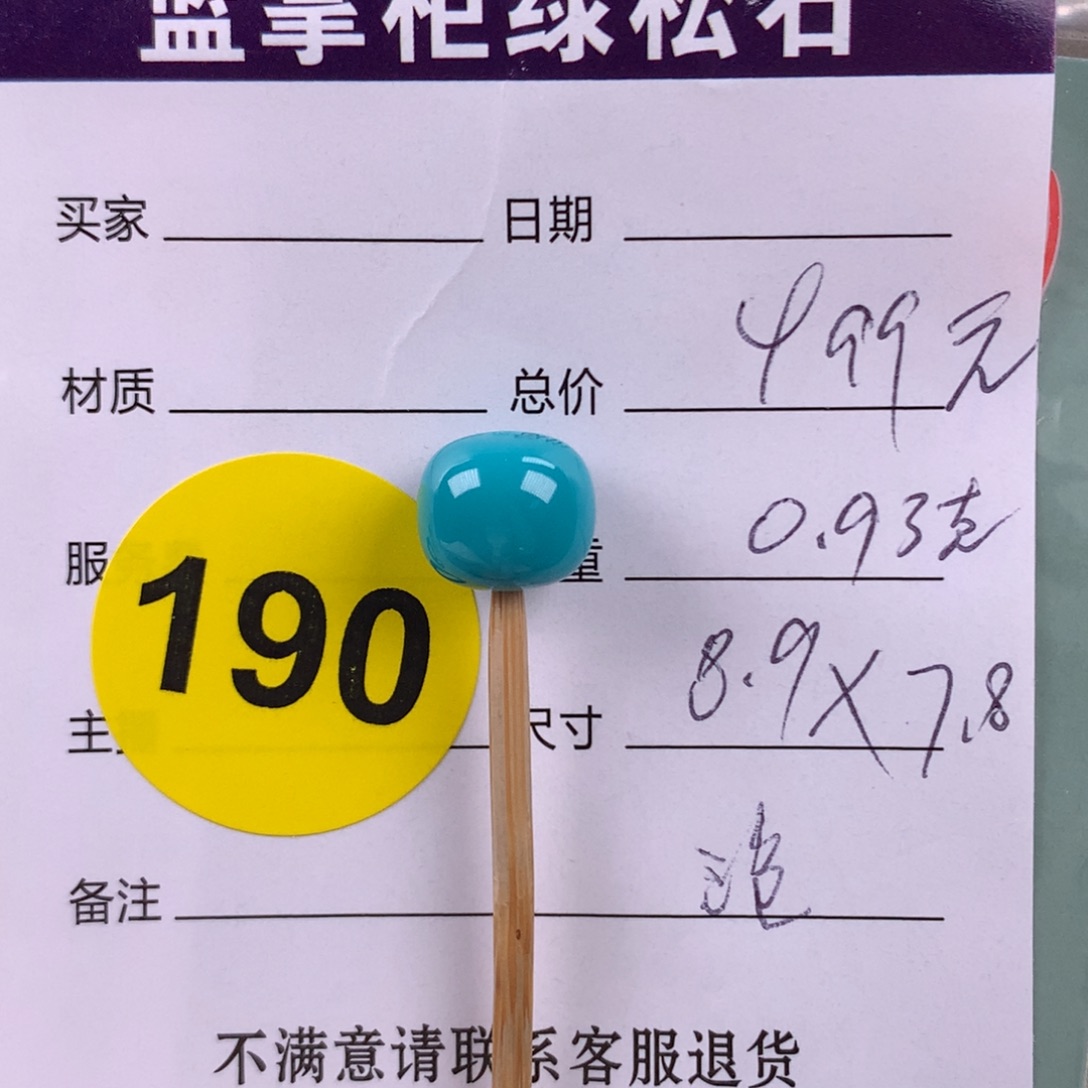 蓝掌柜绿松石
买家 日期
材质 总价 499元
服 重 0.93克
190
主 尺寸 8.9X7.8
备注
不满意请联系客服退货